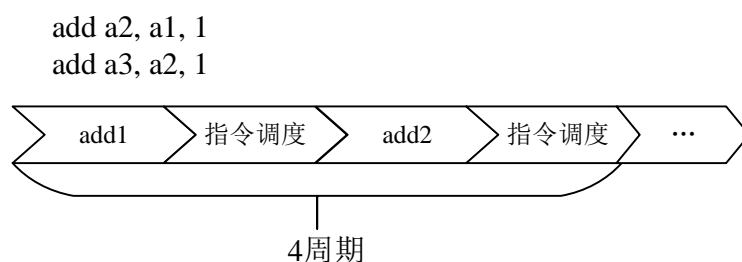 add a2, a1, 1
add a3, a2, 1
add1 指令调度 add2 指令调度 …
4周期